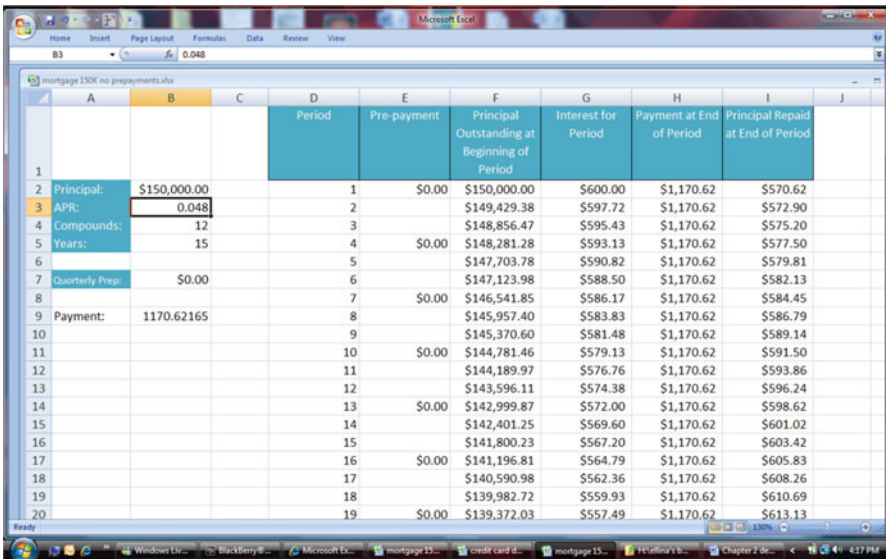 Microsoft Excel
Home Insert Page Layout Formulas Data Review View
B3 fx 0.048
mortgage 150K no prepayments.xlsx
A B C D E F G H I J
1 Period Pre-payment Principal Outstanding at Beginning of Period Interest for Period Payment at End of Period Principal Repaid at End of Period
2 Principal: $150,000.00 1 $0.00 $150,000.00 $600.00 $1,170.62 $570.62
3 APR: 0.048 2 $149,429.38 $597.72 $1,170.62 $572.90
4 Compounds: 12 3 $148,856.47 $595.43 $1,170.62 $575.20
5 Years: 15 4 $0.00 $148,281.28 $593.13 $1,170.62 $577.50
6 5 $147,703.78 $590.82 $1,170.62 $579.81
7 Quorterly Prep: $0.00 6 $147,123.98 $588.50 $1,170.62 $582.13
8 7 $0.00 $146,541.85 $586.17 $1,170.62 $584.45
9 Payment: 1170.62165 8 $145,957.40 $583.83 $1,170.62 $586.79
10 9 $145,370.60 $581.48 $1,170.62 $589.14
11 10 $0.00 $144,781.46 $579.13 $1,170.62 $591.50
12 11 $144,189.97 $576.76 $1,170.62 $593.86
13 12 $143,596.11 $574.38 $1,170.62 $596.24
14 13 $0.00 $142,999.87 $572.00 $1,170.62 $598.62
15 14 $142,401.25 $569.60 $1,170.62 $601.02
16 15 $141,800.23 $567.20 $1,170.62 $603.42
17 16 $0.00 $141,196.81 $564.79 $1,170.62 $605.83
18 17 $140,590.98 $562.36 $1,170.62 $608.26
19 18 $139,982.72 $559.93 $1,170.62 $610.69
20 19 $0.00 $139,372.03 $557.49 $1,170.62 $613.13
Ready 130%
Windows Liv... BlackBerry®... Microsoft Ex... mortgage 15... credit card d... mortgage 15... H:\ellina's b... Chapter 2 de... 4:17 PM